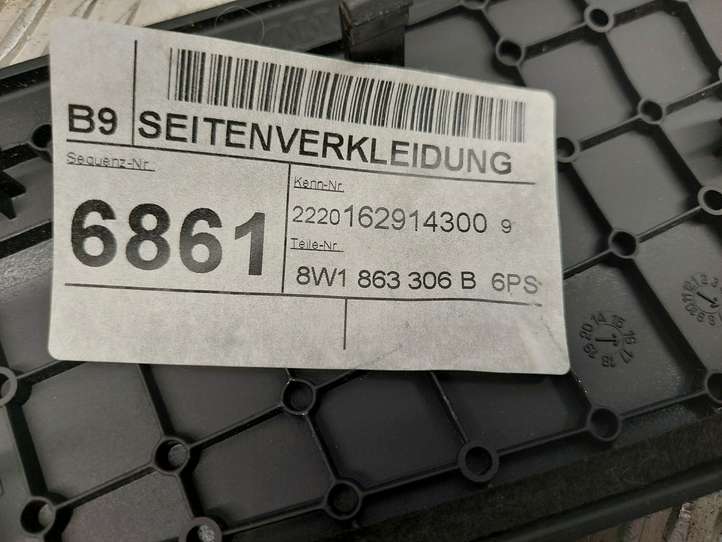 B9 SEITENVERKLEIDUNG
Sequenz-Nr.
6861
Kenn-Nr.
2220162914300 9
Teile-Nr.
8W1 863 306 B 6PS